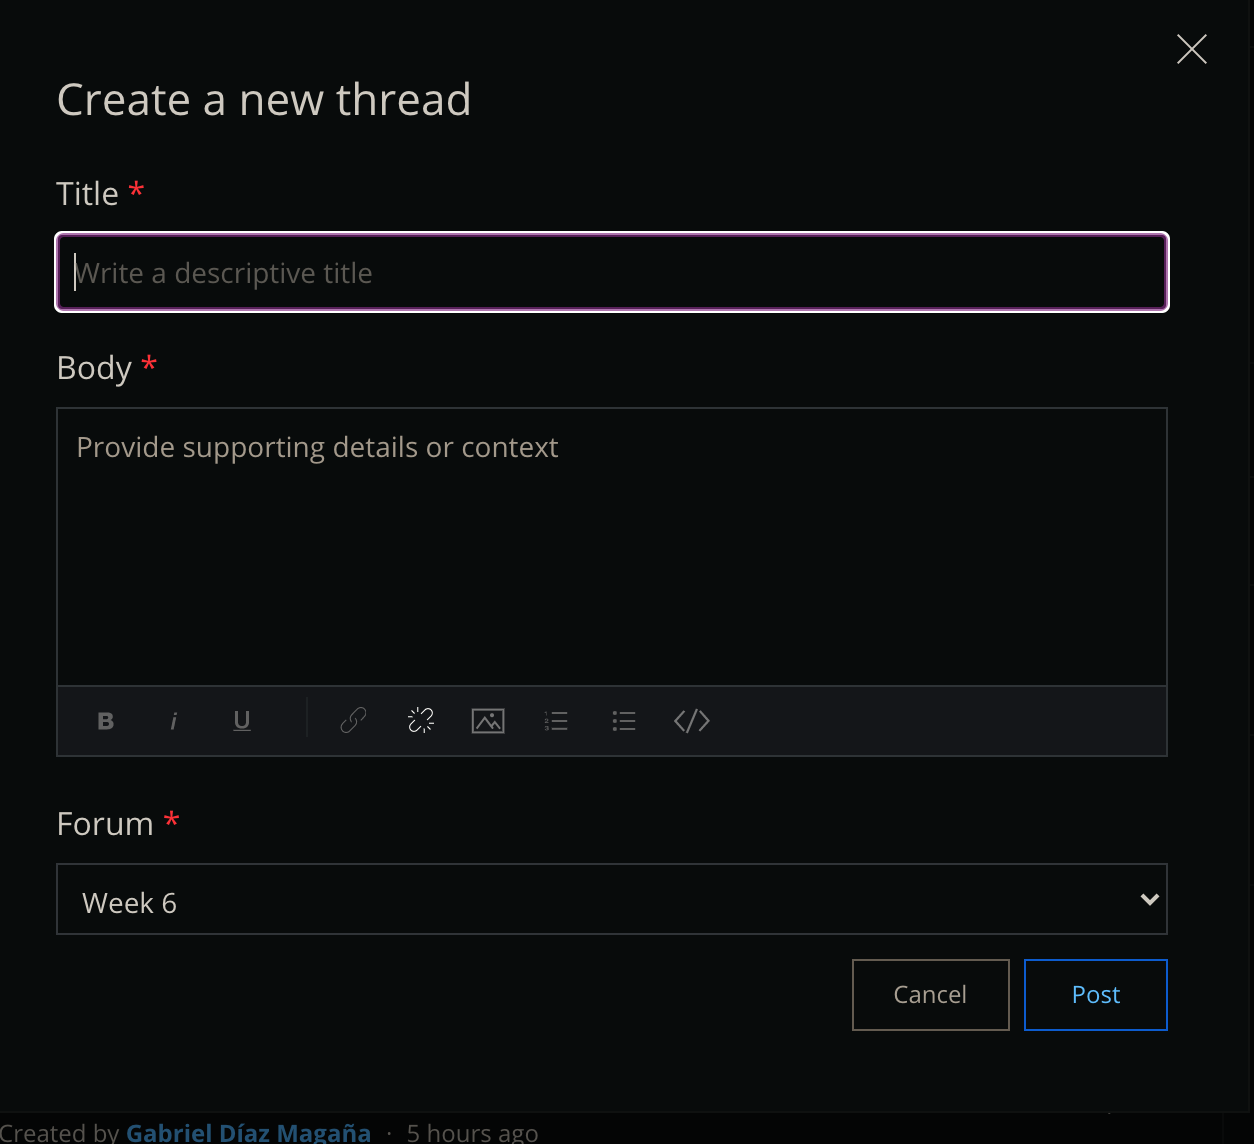 Create a new thread
Title *
Write a descriptive title
Body *
Provide supporting details or context
B i U
Forum *
Week 6
Cancel Post
Created by Gabriel Díaz Magaña · 5 hours ago